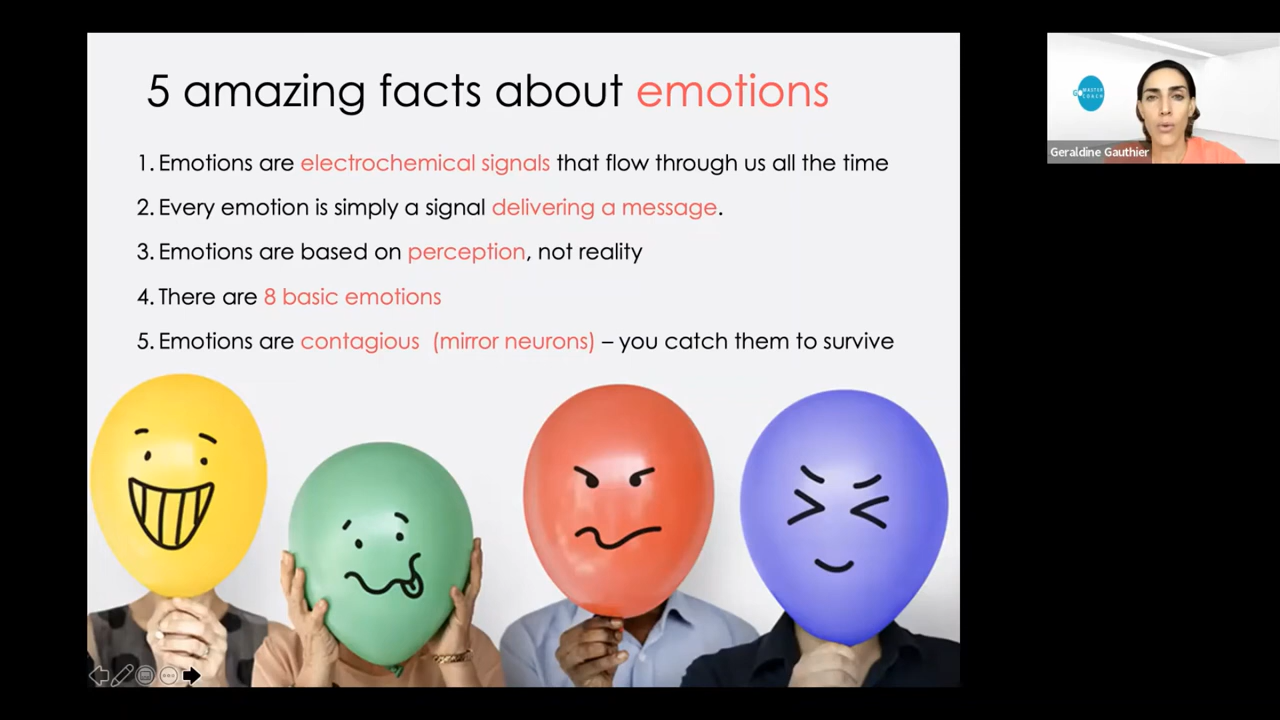 5 amazing facts about emotions
1. Emotions are electrochemical signals that flow through us all the time
2. Every emotion is simply a signal delivering a message.
3. Emotions are based on perception, not reality
4. There are 8 basic emotions
5. Emotions are contagious (mirror neurons) – you catch them to survive
MASTER
COACH
Geraldine Gauthier